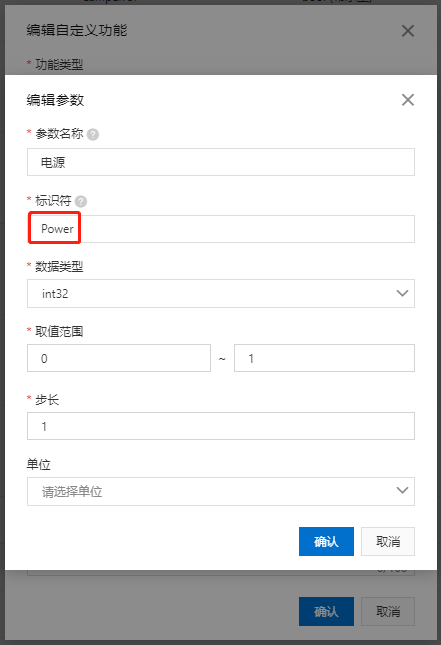 编辑自定义功能
* 功能类型
编辑参数
* 参数名称 ?
电源
* 标识符 ?
Power
* 数据类型
int32
* 取值范围
0 ~ 1
* 步长
1
单位
请选择单位
确认 取消
确认 取消